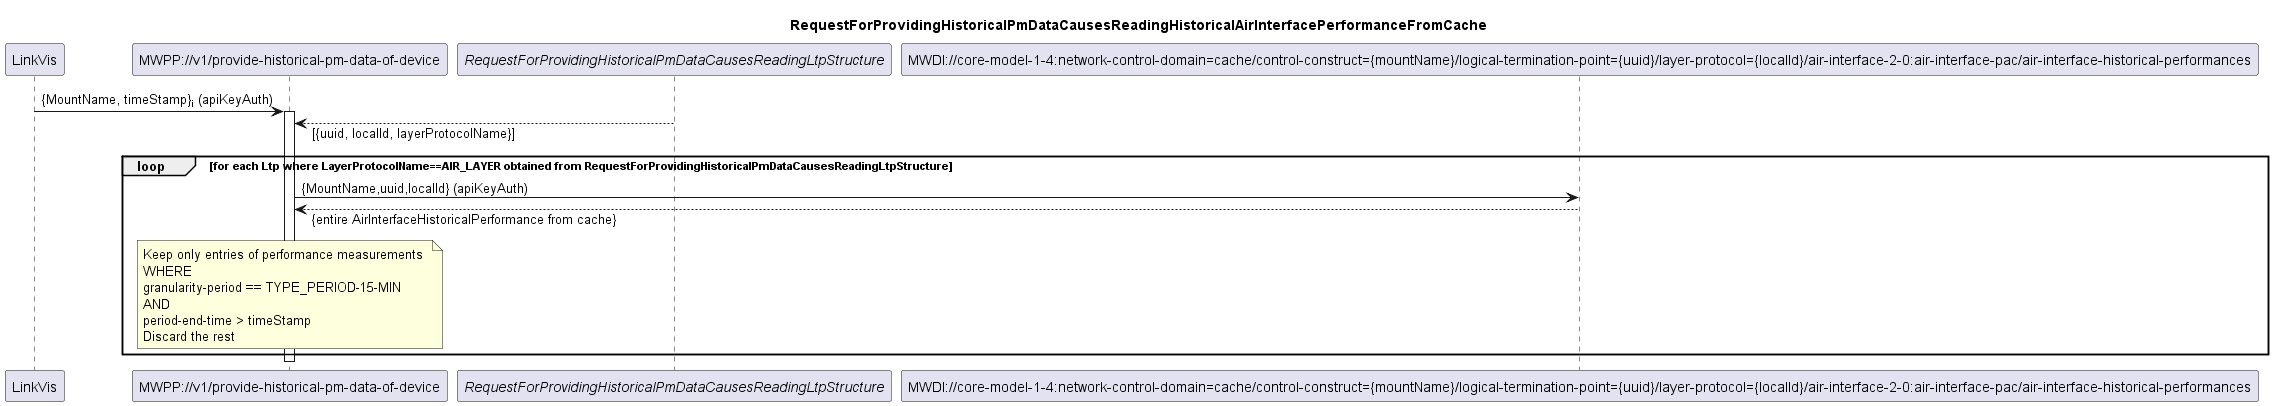 RequestForProvidingHistoricalPmDataCausesReadingHistoricalAirInterfacePerformanceFromCache
LinkVis
MWPP://v1/provide-historical-pm-data-of-device
RequestForProvidingHistoricalPmDataCausesReadingLtpStructure
MWDI://core-model-1-4:network-control-domain=cache/control-construct={mountName}/logical-termination-point={uuid}/layer-protocol={localId}/air-interface-2-0:air-interface-pac/air-interface-historical-performances
{MountName, timeStamp}i (apiKeyAuth)
[{uuid, localId, layerProtocolName}]
loop [for each Ltp where LayerProtocolName==AIR_LAYER obtained from RequestForProvidingHistoricalPmDataCausesReadingLtpStructure]
{MountName,uuid,localId} (apiKeyAuth)
{entire AirInterfaceHistoricalPerformance from cache}
Keep only entries of performance measurements
WHERE
granularity-period == TYPE_PERIOD-15-MIN
AND
period-end-time > timeStamp
Discard the rest
LinkVis
MWPP://v1/provide-historical-pm-data-of-device
RequestForProvidingHistoricalPmDataCausesReadingLtpStructure
MWDI://core-model-1-4:network-control-domain=cache/control-construct={mountName}/logical-termination-point={uuid}/layer-protocol={localId}/air-interface-2-0:air-interface-pac/air-interface-historical-performances